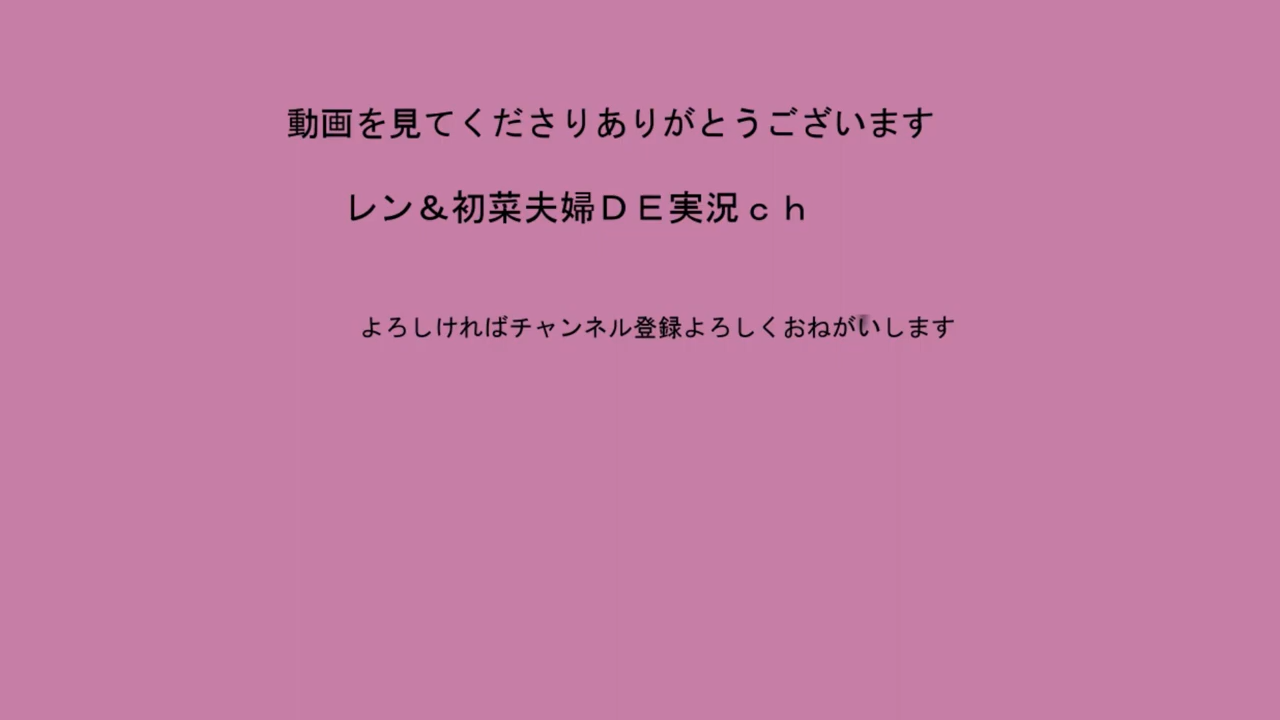 動画を見てくださりありがとうございます
レン＆初菜夫婦ＤＥ実況ｃｈ
よろしければチャンネル登録よろしくおねがいします